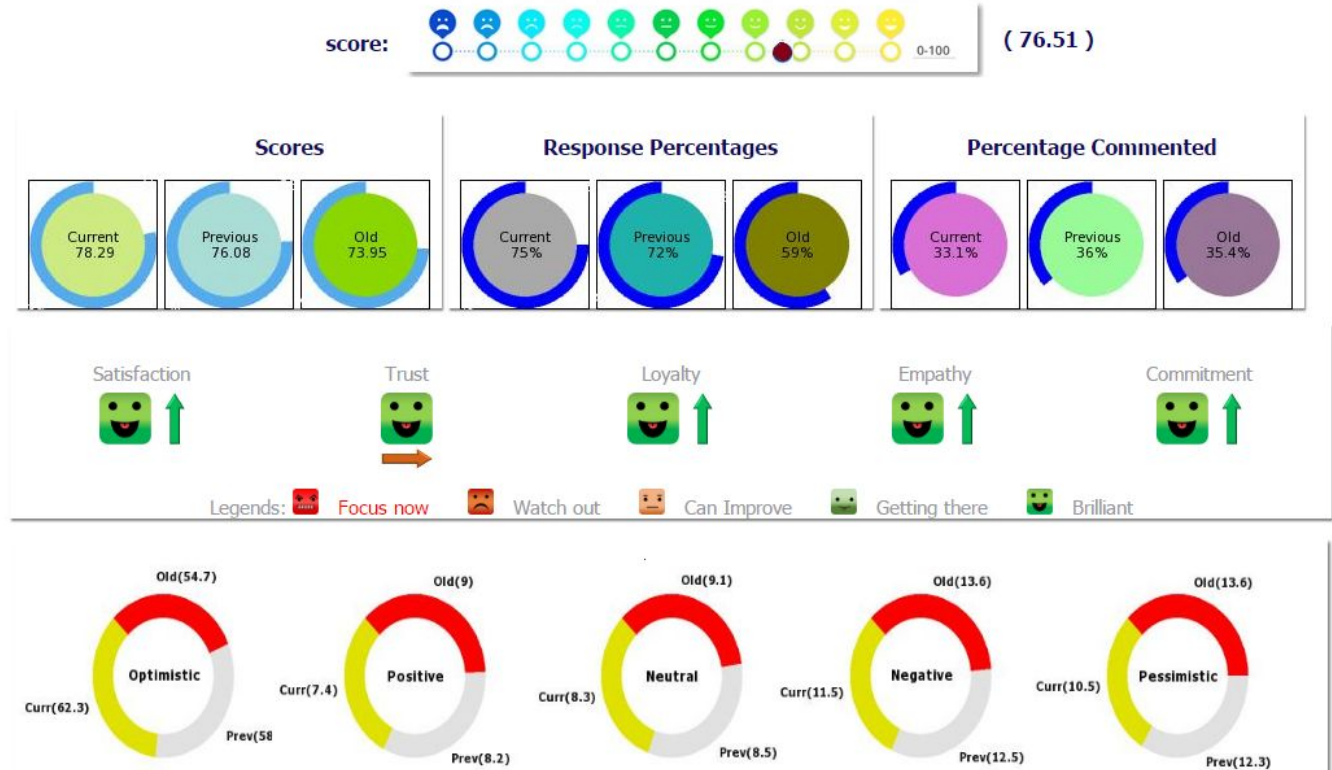 score:
0-100
( 76.51 )
Scores
Response Percentages
Percentage Commented
Current
78.29
Previous
76.08
Old
73.95
Current
75%
Previous
72%
Old
59%
Current
33.1%
Previous
36%
Old
35.4%
Satisfaction
Trust
Loyalty
Empathy
Commitment
Legends:
Focus now
Watch out
Can Improve
Getting there
Brilliant
Old(54.7)
Optimistic
Curr(62.3)
Prev(58
Old(9)
Positive
Curr(7.4)
Prev(8.2)
Old(9.1)
Neutral
Curr(8.3)
Prev(8.5)
Old(13.6)
Negative
Curr(11.5)
Prev(12.5)
Old(13.6)
Pessimistic
Curr(10.5)
Prev(12.3)